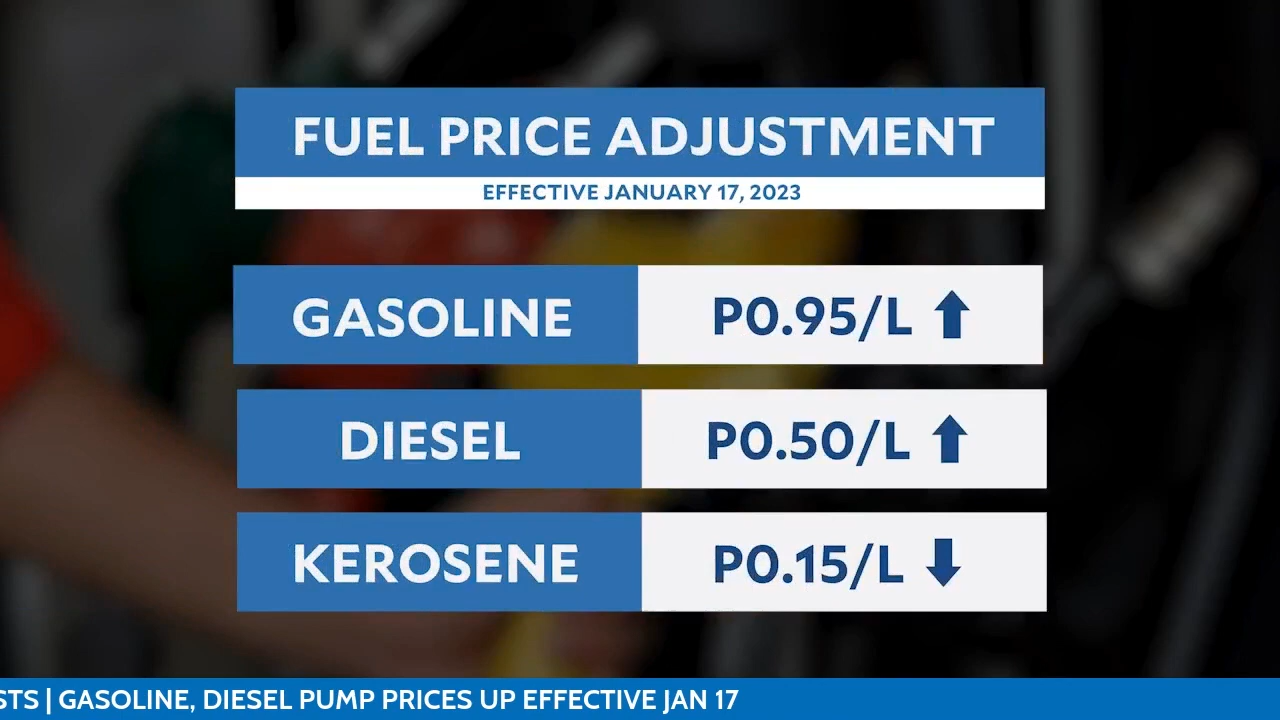 FUEL PRICE ADJUSTMENT
EFFECTIVE JANUARY 17, 2023
GASOLINE P0.95/L
DIESEL P0.50/L
KEROSENE P0.15/L
| GASOLINE, DIESEL PUMP PRICES UP EFFECTIVE JAN 17